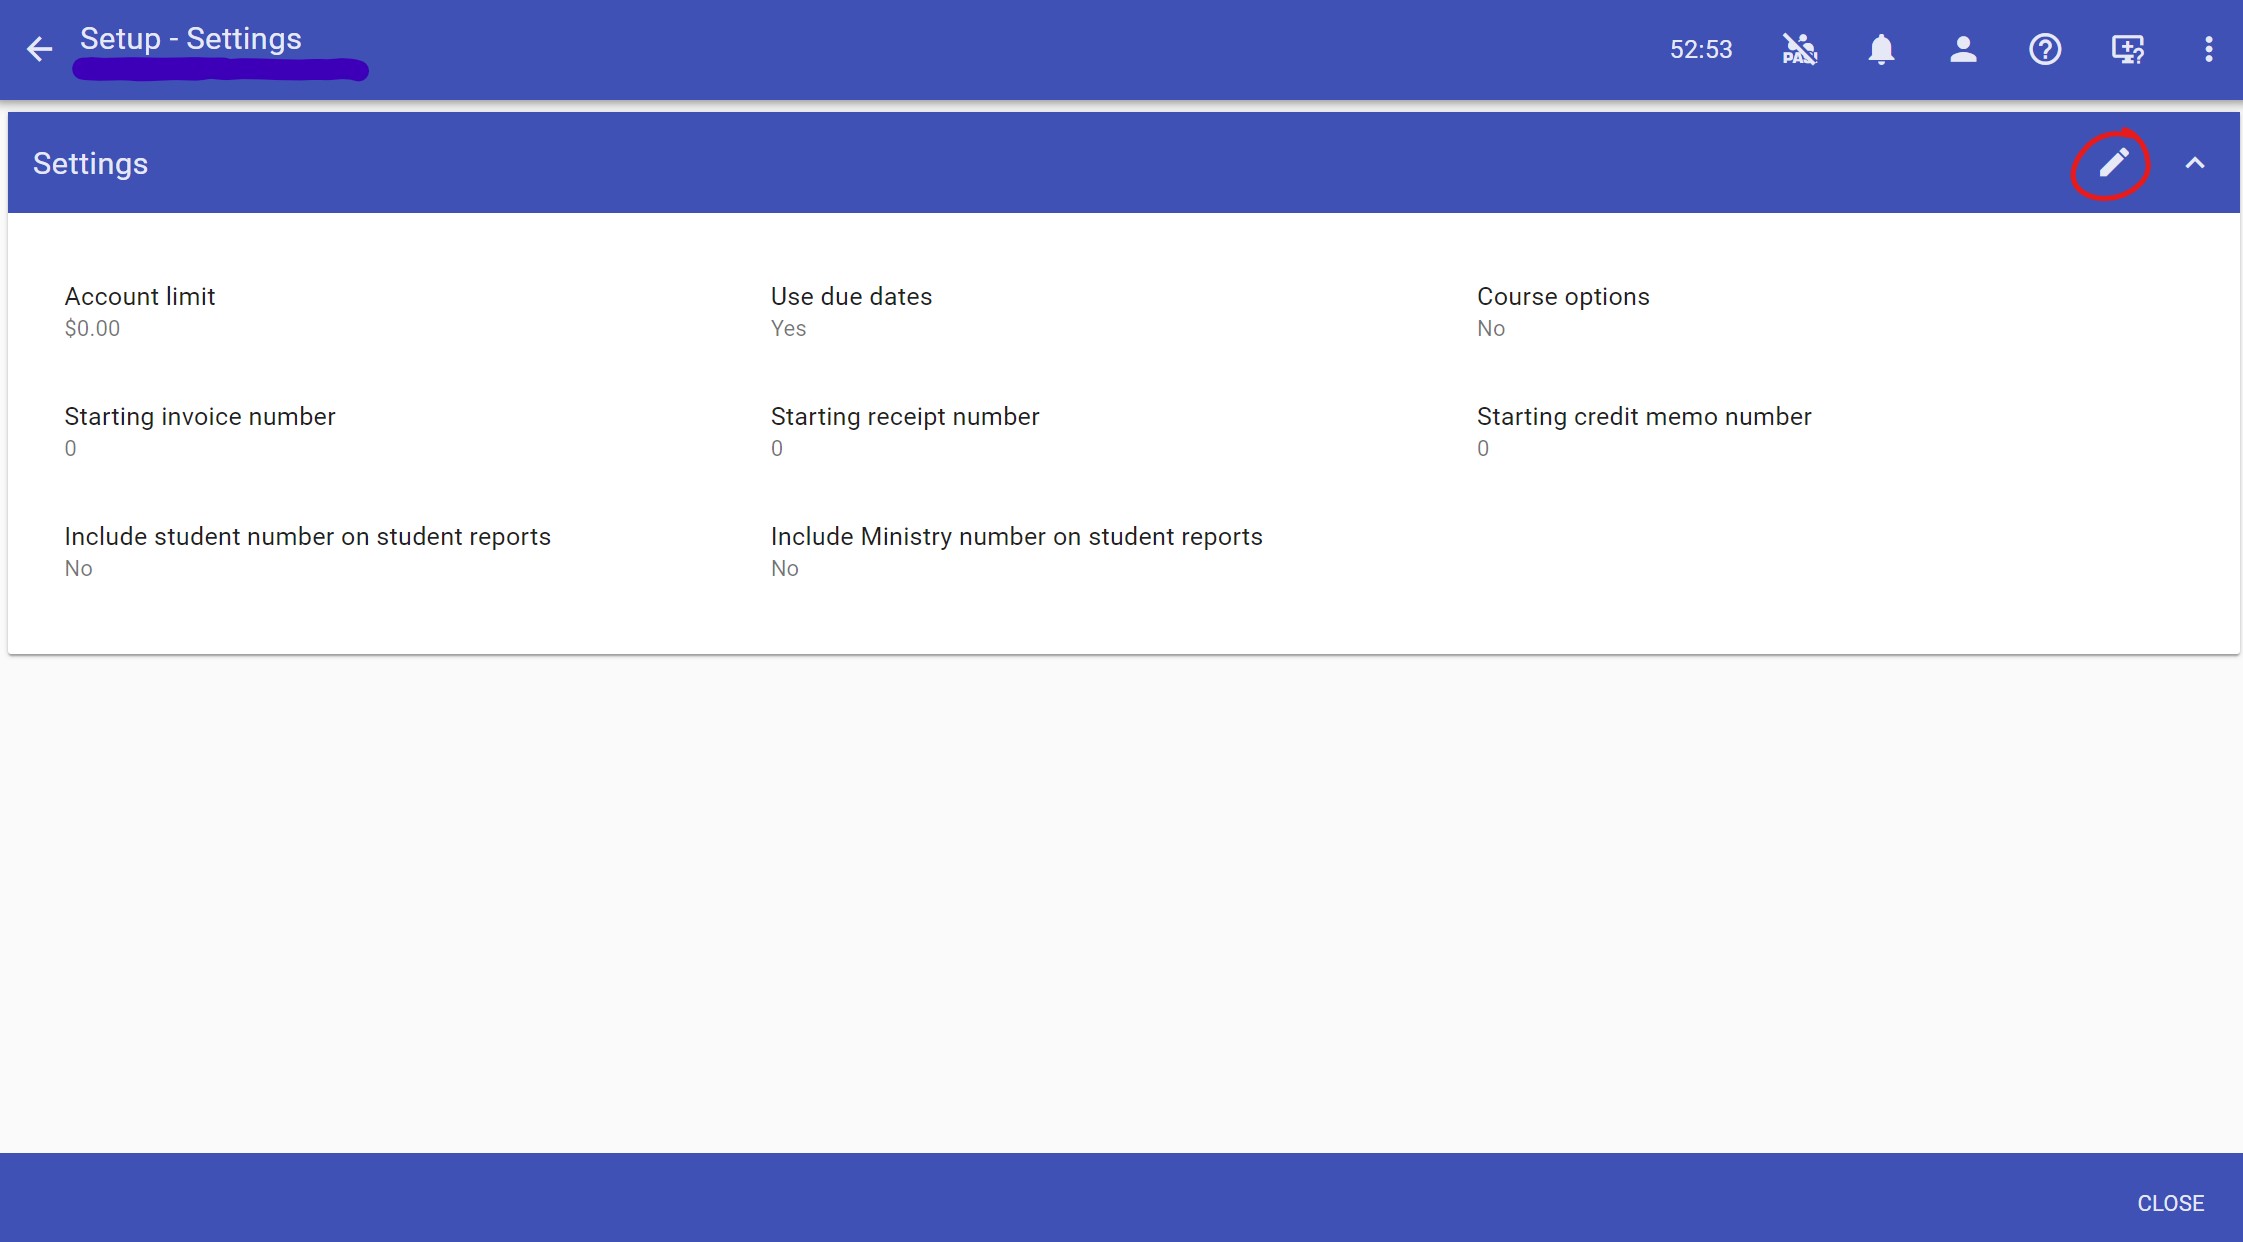 Setup - Settings
52:53
Settings
Account limit
$0.00
Use due dates
Yes
Course options
No
Starting invoice number
0
Starting receipt number
0
Starting credit memo number
0
Include student number on student reports
No
Include Ministry number on student reports
No
CLOSE